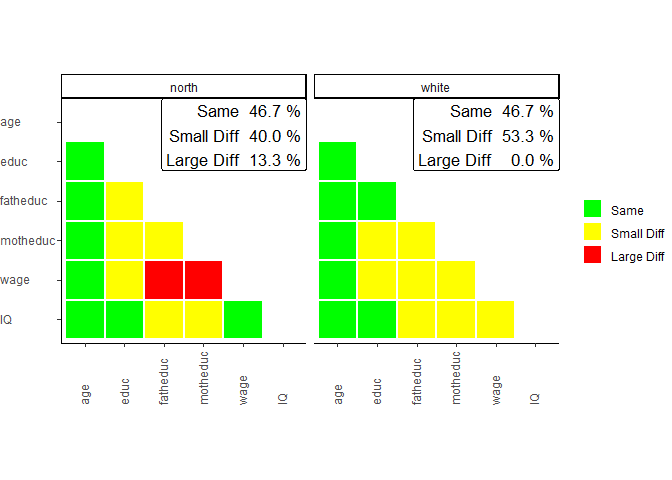 north
white
Same 46.7 %
Small Diff 40.0 %
Large Diff 13.3 %
Same 46.7 %
Small Diff 53.3 %
Large Diff 0.0 %
age
educ
fatheduc
motheduc
wage
IQ
age
educ
fatheduc
motheduc
wage
IQ
age
educ
fatheduc
motheduc
wage
IQ
Same
Small Diff
Large Diff